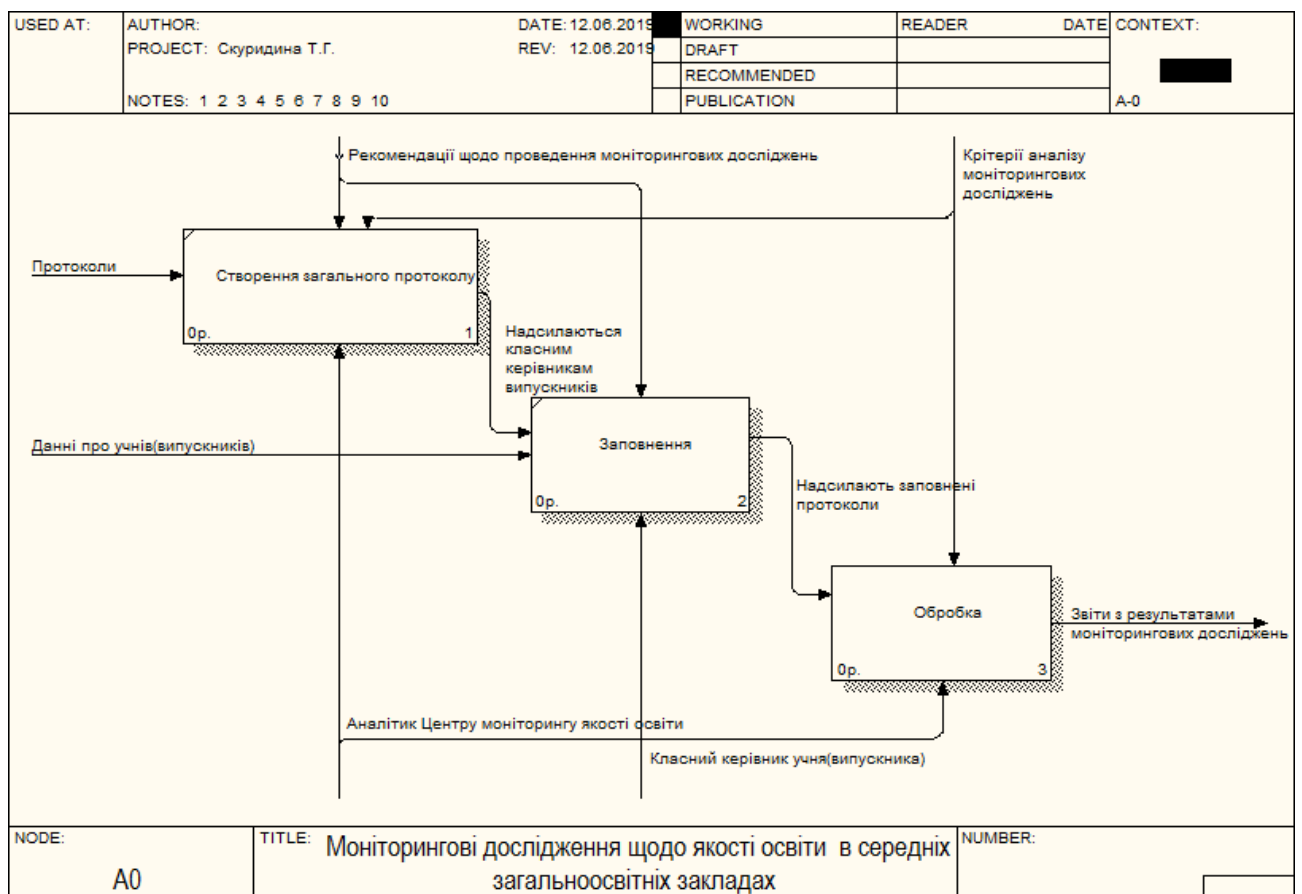 USED AT:
AUTHOR:
DATE: 12.06.2019
WORKING
READER
DATE
CONTEXT:
PROJECT: Скуридина Т.Г.
REV: 12.06.2019
DRAFT
RECOMMENDED
NOTES: 1 2 3 4 5 6 7 8 9 10
PUBLICATION
A-0
Рекомендації щодо проведення моніторингових досліджень
Крітерії аналізу
моніторингових
досліджень
Протоколи
Створення загального протоколу
0р.
1
Надсилаються
класним
керівникам
випускників
Данні про учнів(випускників)
Заповнення
0р.
2
Надсилають заповнені
протоколи
Обробка
0р.
3
Звіти з результатами
моніторингових досліджень
Аналітик Центру моніторингу якості освіти
Класний керівник учня(випускника)
NODE:
A0
TITLE:
Моніторингові дослідження щодо якості освіти в середніх
загальноосвітніх закладах
NUMBER: